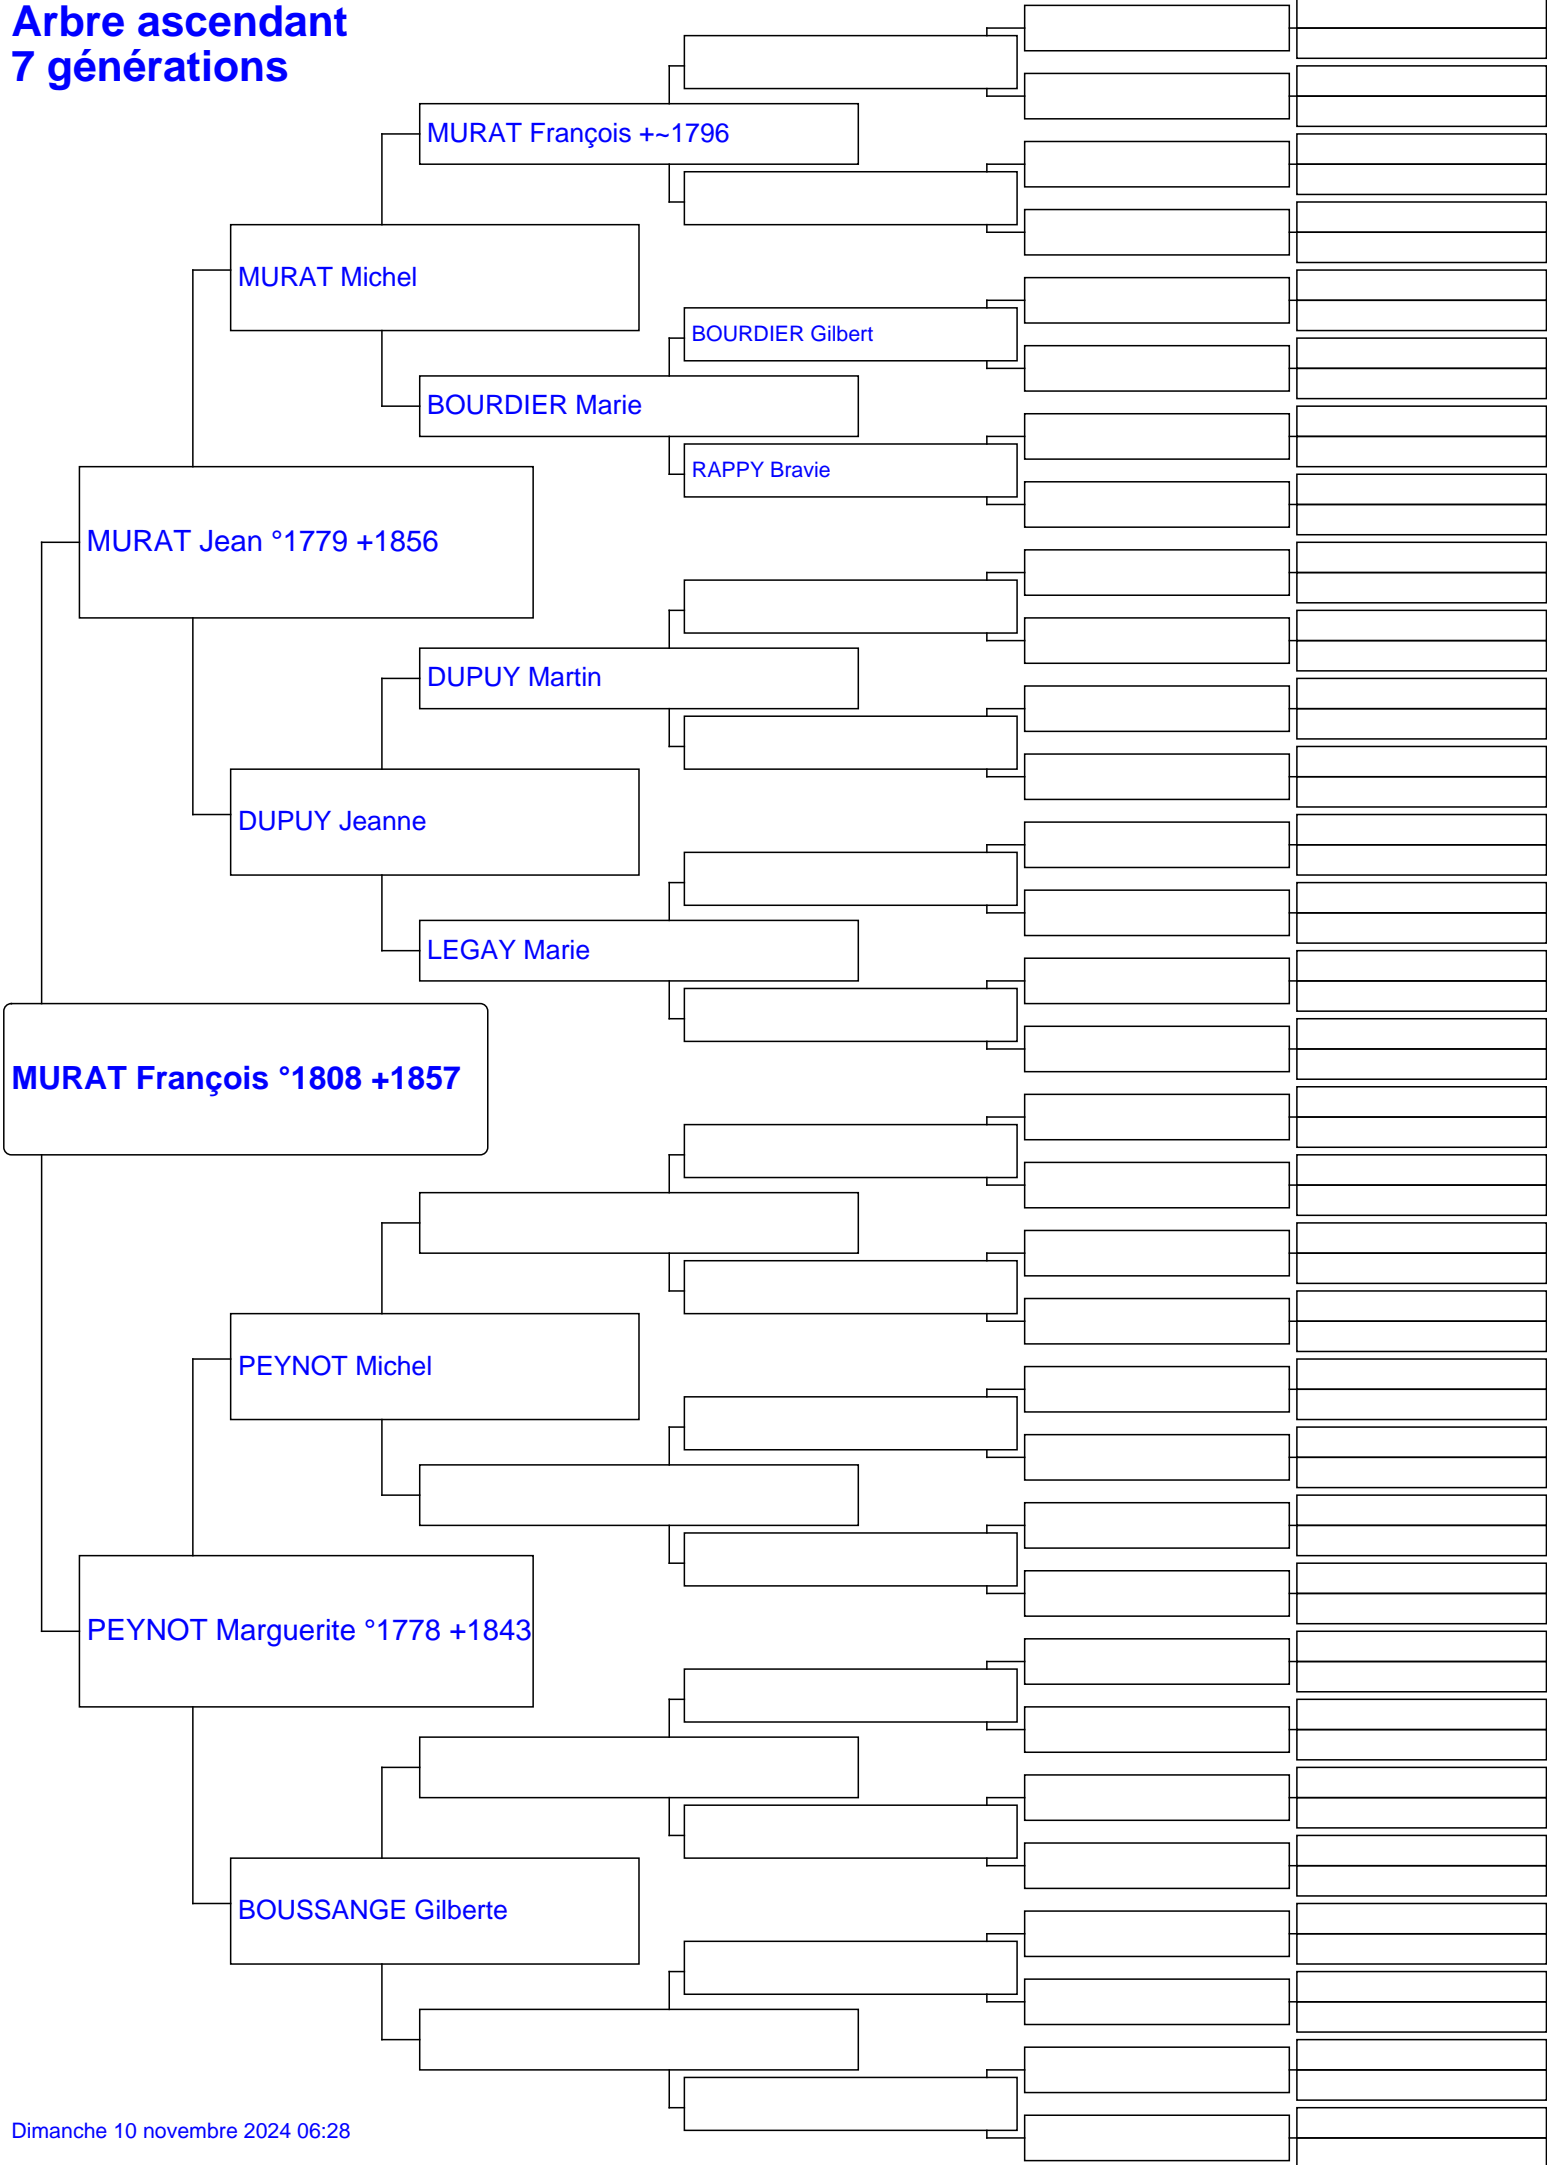 Arbre ascendant
7 générations
MURAT François +~1796
MURAT Michel
BOURDIER Gilbert
BOURDIER Marie
RAPPY Bravie
MURAT Jean °1779 +1856
DUPUY Martin
DUPUY Jeanne
LEGAY Marie
MURAT François °1808 +1857
PEYNOT Michel
PEYNOT Marguerite °1778 +1843
BOUSSANGE Gilberte
Dimanche 10 novembre 2024 06:28